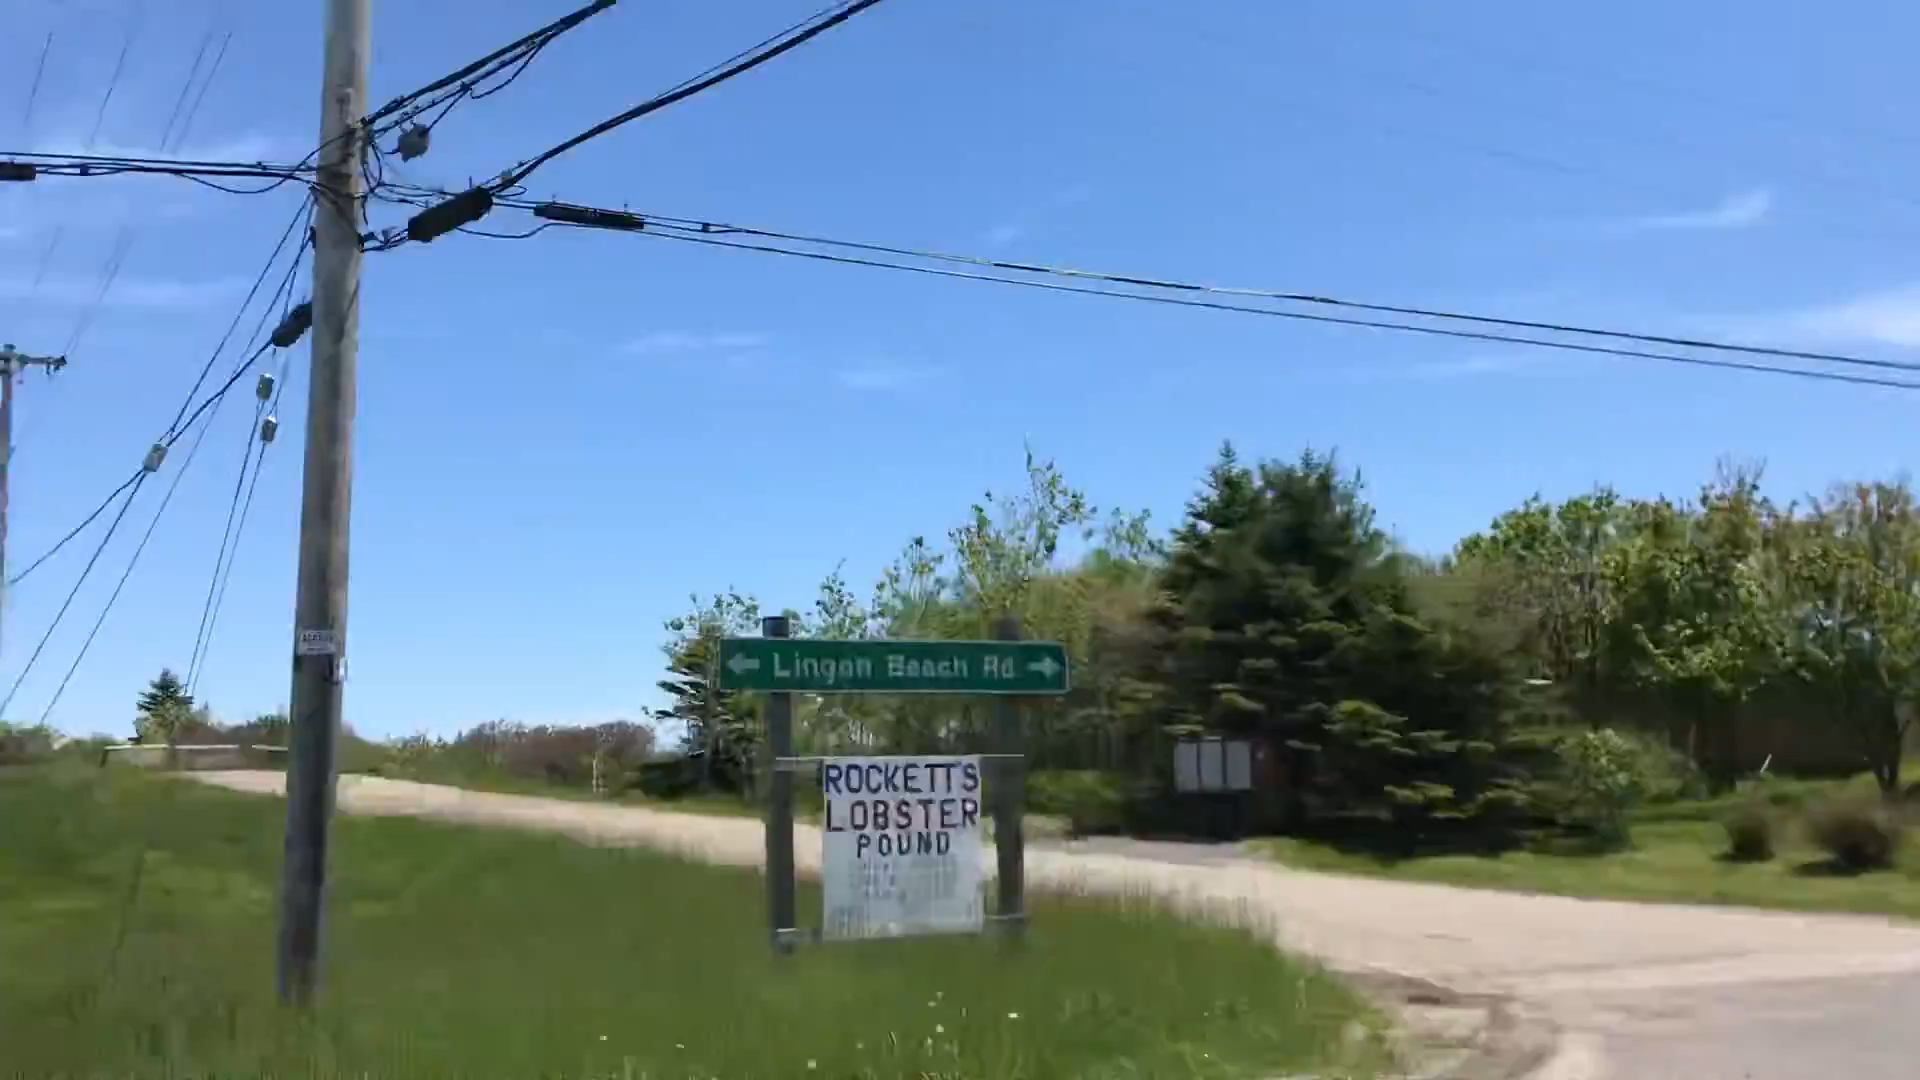 ← Lingan Beach Rd →
ROCKETT'S
LOBSTER
POUND